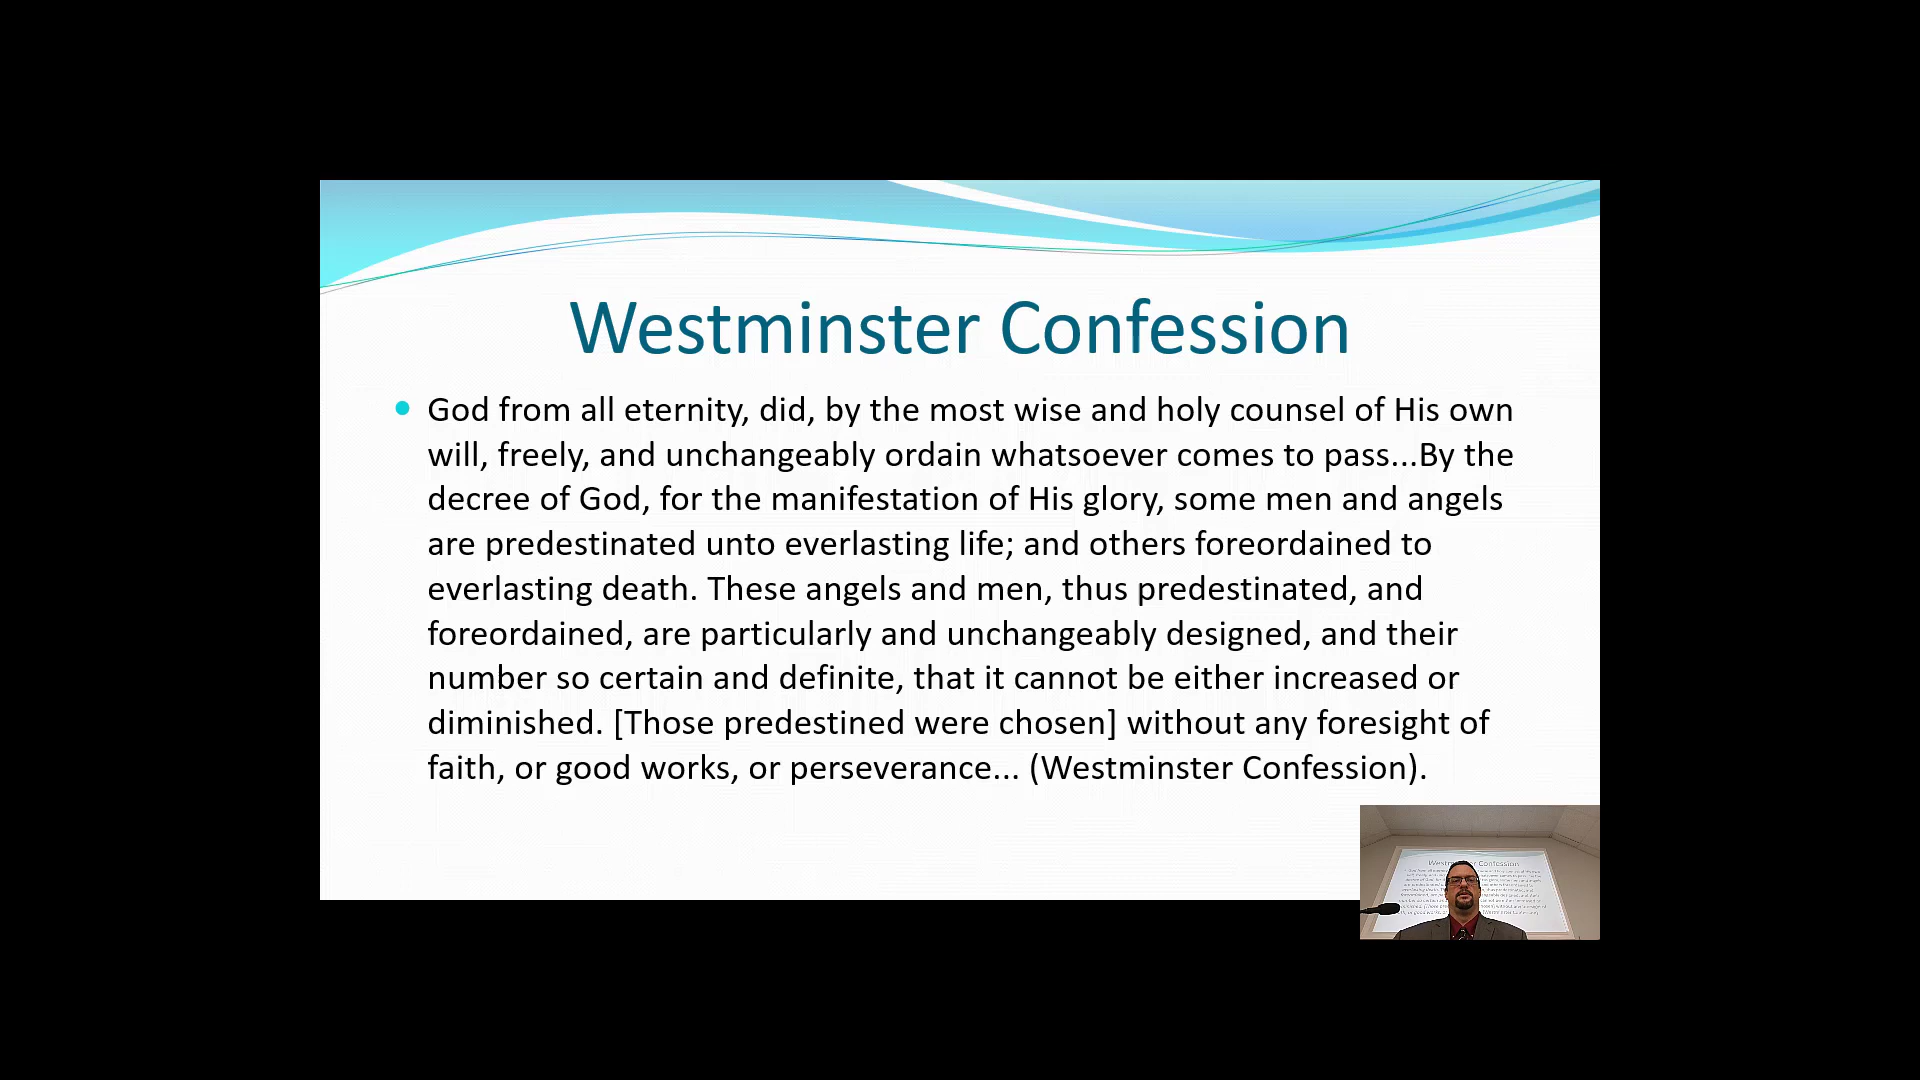 Westminster Confession
God from all eternity, did, by the most wise and holy counsel of His own
will, freely, and unchangeably ordain whatsoever comes to pass...By the
decree of God, for the manifestation of His glory, some men and angels
are predestinated unto everlasting life; and others foreordained to
everlasting death. These angels and men, thus predestinated, and
foreordained, are particularly and unchangeably designed, and their
number so certain and definite, that it cannot be either increased or
diminished. [Those predestined were chosen] without any foresight of
faith, or good works, or perseverance... (Westminster Confession).